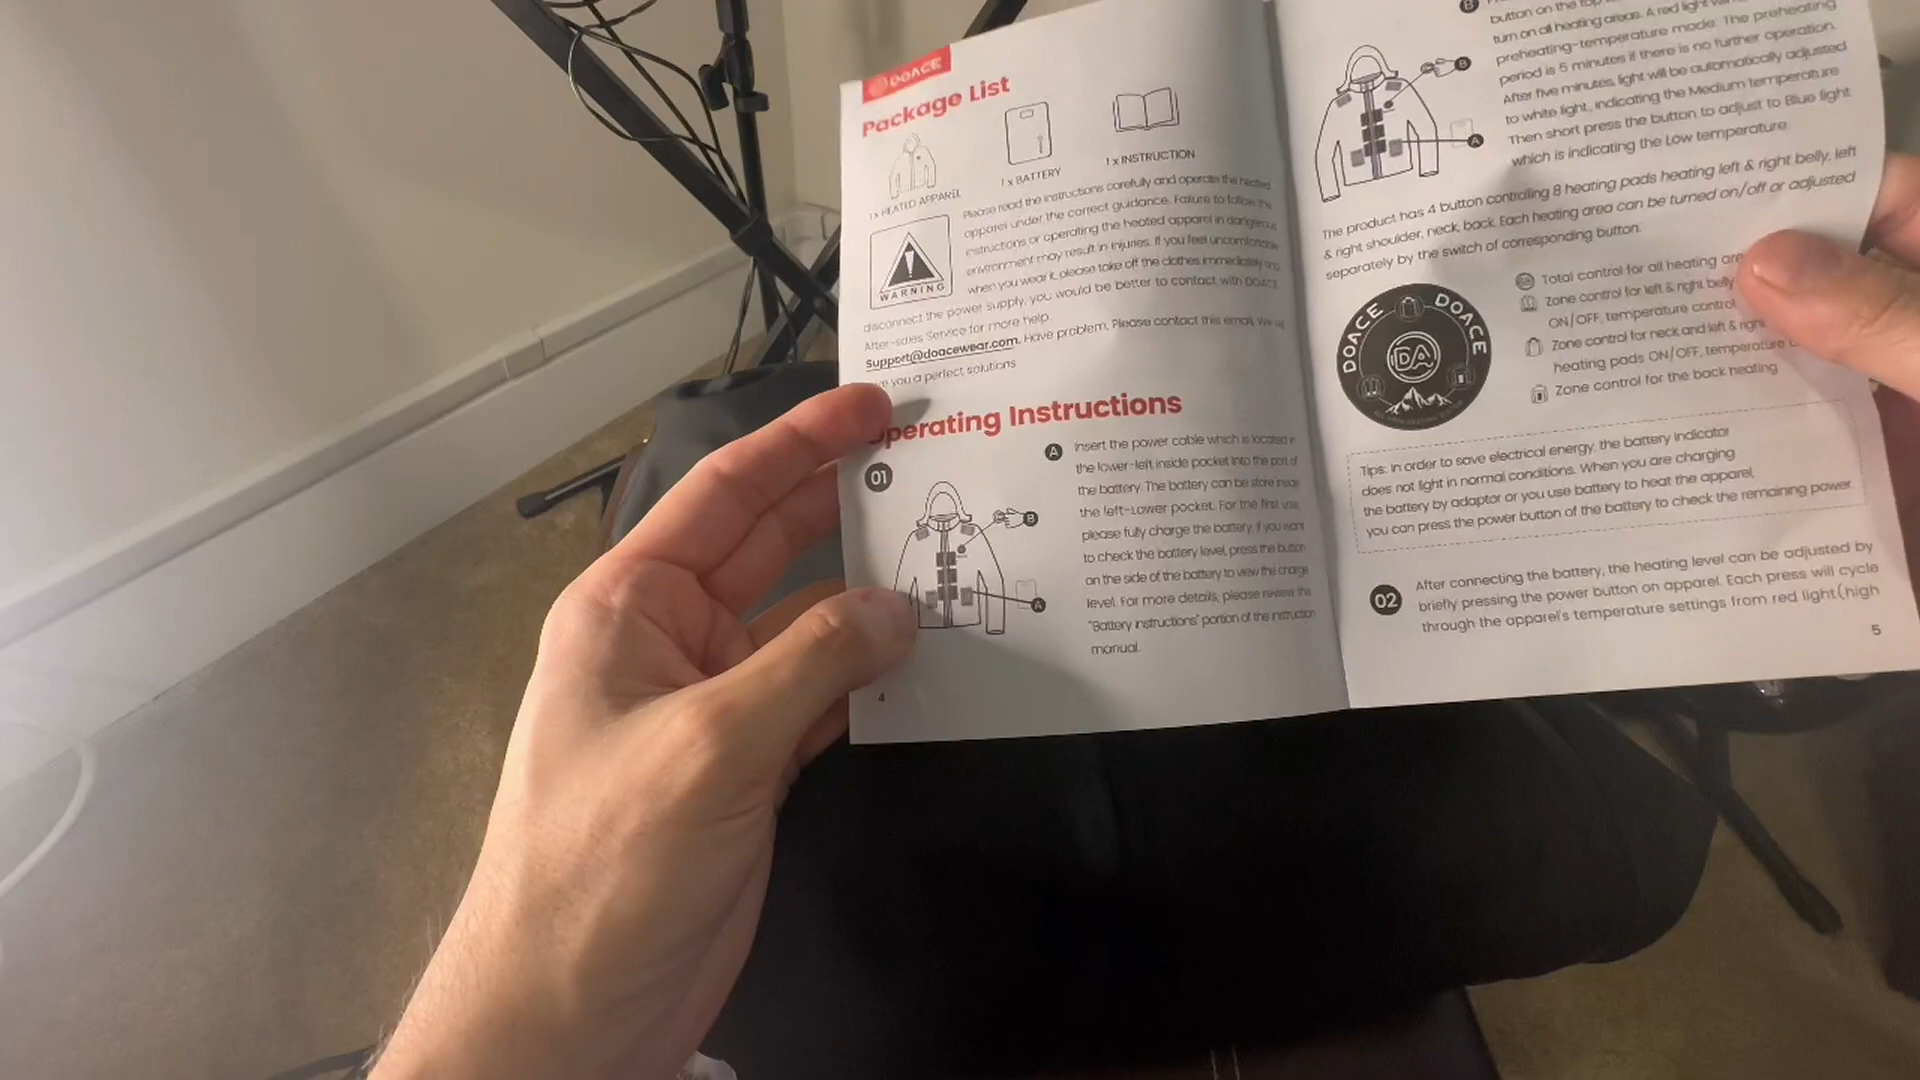 DOACE
Package List
1 x HEATED APPAREL
1 x BATTERY
1 x INSTRUCTION
WARNING
Please read the instructions carefully and operate the heated
apparel under the correct guidance. Failure to follow the
instructions or operating the heated apparel in dangerous
environment may result in injuries. If you feel uncomfortable
when you wear it, please take off the clothes immediately and
disconnect the power supply, you would be better to contact with DOACE
After-sales Service for more help.
Support@doacewear.com. Have problem, Please contact this email, We will
you a perfect solutions
Operating Instructions
01
A
Insert the power cable which is located in
the lower-left inside pocket into the port of
the battery. The battery can be store inside
the left-Lower pocket. For the first use,
please fully charge the battery, if you want
to check the battery level, press the button
on the side of the battery to view the charge
level. For more details, please review the
"Battery instructions" portion of the instruction
manual.
B
A
4
B
button on the top
turn on all heating areas. A red light
preheating-temperature mode. The preheating
period is 5 minutes if there is no further operation.
After five minutes, light will be automatically adjusted
to white light, indicating the Medium temperature
Then short press the button to adjust to Blue light
which is indicating the Low temperature.
B
A
The product has 4 button controlling 8 heating pads heating left & right belly, left
& right shoulder, neck, back. Each heating area can be turned on/off or adjusted
separately by the switch of corresponding button.
DOACE DOACE
DA
Total control for all heating
Zone control for left & right belly
ON/OFF, temperature control
Zone control for neck and left & right
heating pads ON/OFF, temperature
Zone control for the back heating
Tips: in order to save electrical energy, the battery indicator
does not light in normal conditions. When you are charging
the battery by adaptor or you use battery to heat the apparel,
you can press the power button of the battery to check the remaining power
02
After connecting the battery, the heating level can be adjusted by
briefly pressing the power button on apparel. Each press will cycle
through the apparel's temperature settings from red light(high
5